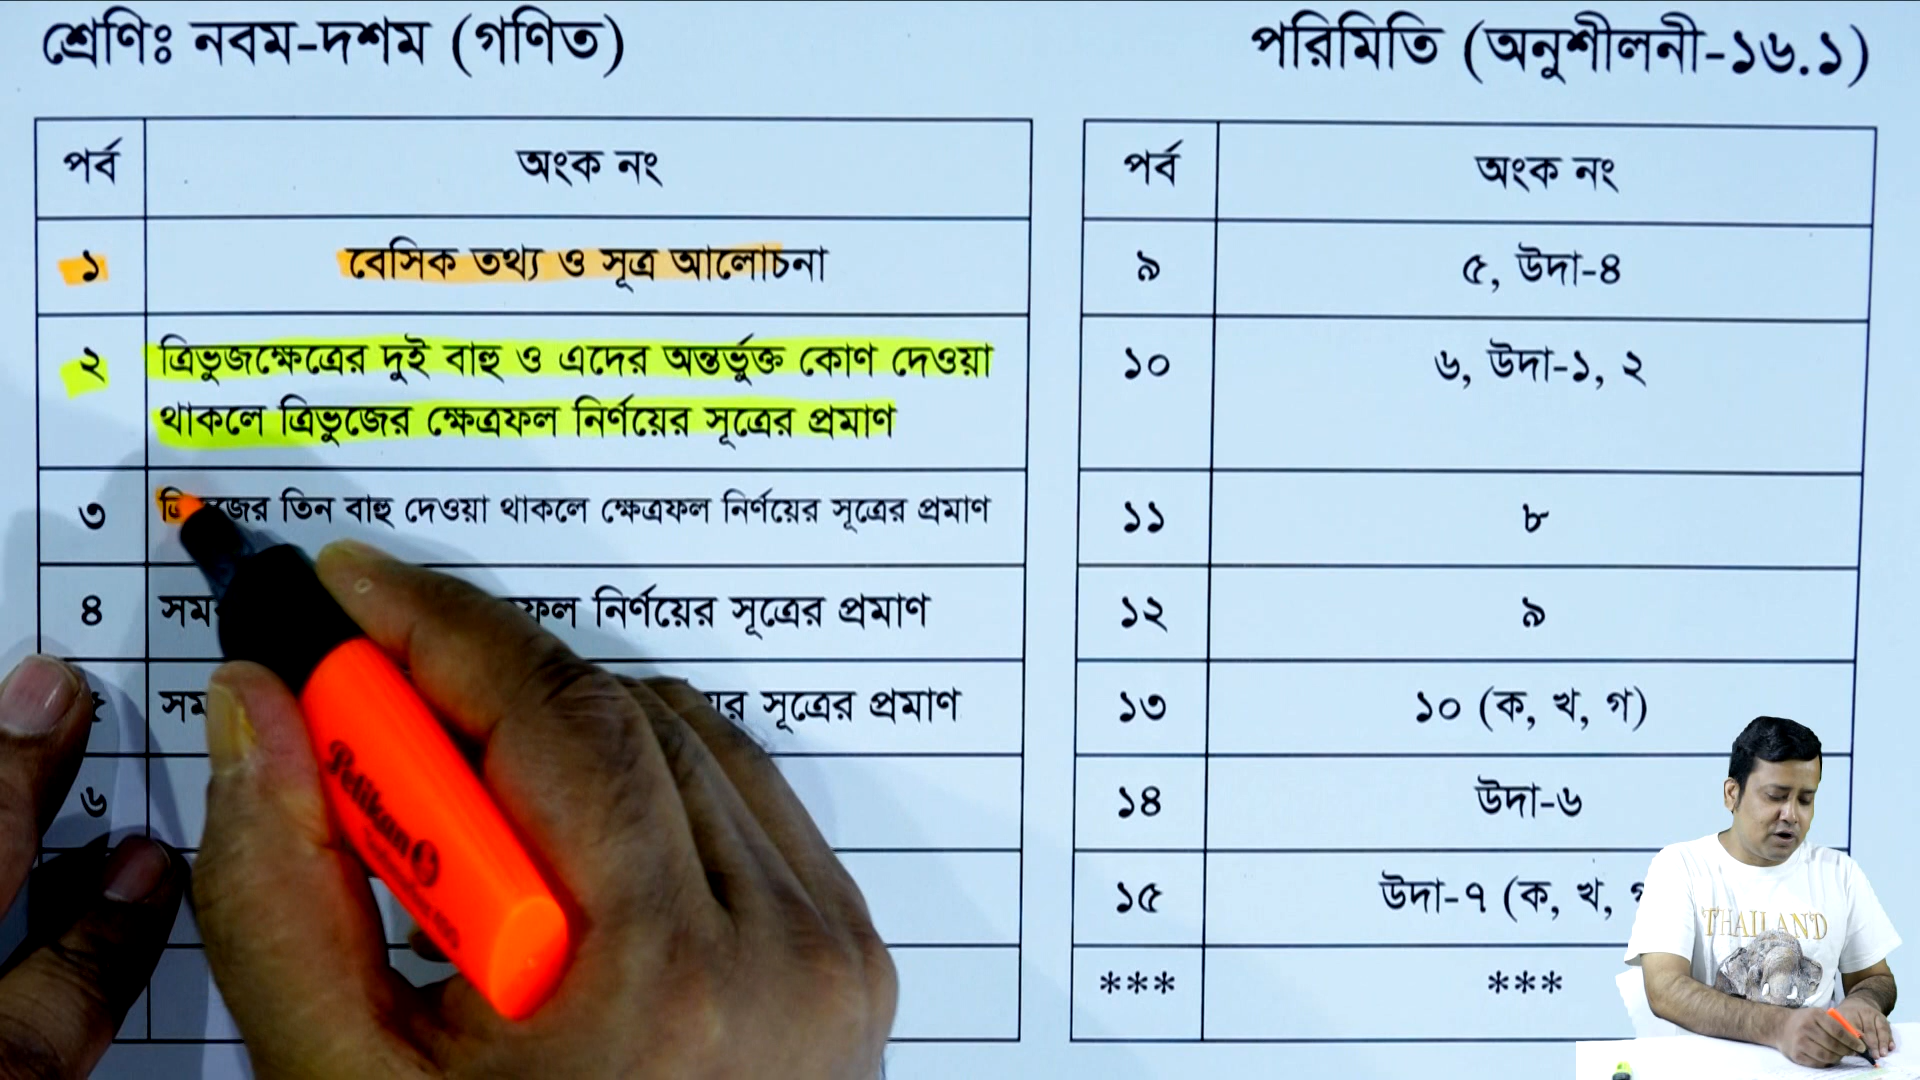 শ্রেণিঃ নবম-দশম (গণিত)
পরিমিতি (অনুশীলনী-১৬.১)
পর্ব অংক নং
১ বেসিক তথ্য ও সূত্র আলোচনা
২ ত্রিভুজক্ষেত্রের দুই বাহু ও এদের অন্তর্ভুক্ত কোণ দেওয়া
থাকলে ত্রিভুজের ক্ষেত্রফল নির্ণয়ের সূত্রের প্রমাণ
৩ তিন বাহু দেওয়া থাকলে ক্ষেত্রফল নির্ণয়ের সূত্রের প্রমাণ
৪ নির্ণয়ের সূত্রের প্রমাণ
সূত্রের প্রমাণ
৬
পর্ব অংক নং
৯ ৫, উদা-৪
১০ ৬, উদা-১, ২
১১ ৮
১২ ৯
১৩ ১০ (ক, খ, গ)
১৪ উদা-৬
১৫ উদা-৭ (ক, খ,
*** ***
Pelikan
THAILAND